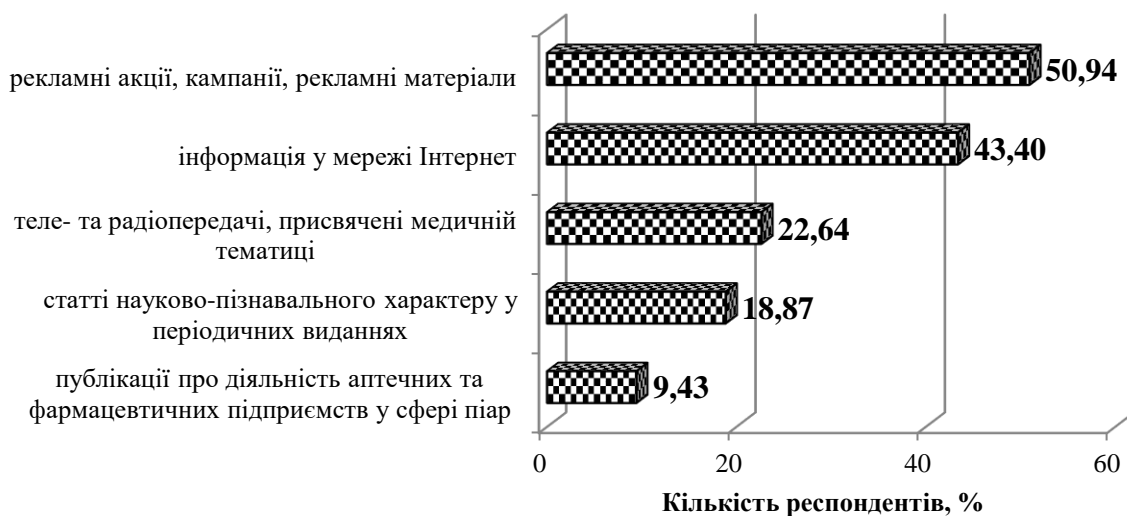 рекламні акції, кампанії, рекламні матеріали
50,94
інформація у мережі Інтернет
43,40
теле- та радіопередачі, присвячені медичній
тематиці
22,64
статті науково-пізнавального характеру у
періодичних виданнях
18,87
публікації про діяльність аптечних та
фармацевтичних підприємств у сфері піар
9,43
0 20 40 60
Кількість респондентів, %